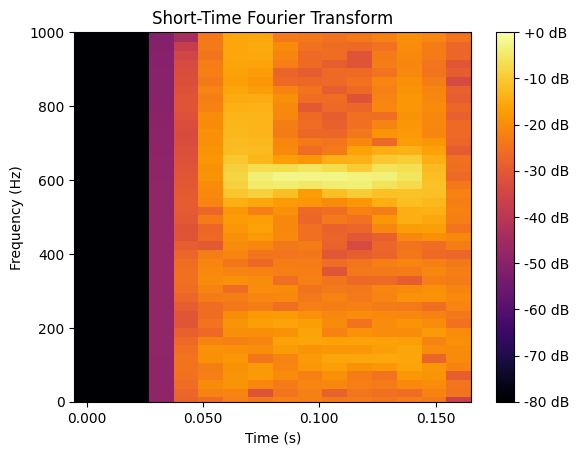 Short-Time Fourier Transform
1000
800
600
400
200
0
Frequency (Hz)
0.000
0.050
0.100
0.150
Time (s)
+0 dB
-10 dB
-20 dB
-30 dB
-40 dB
-50 dB
-60 dB
-70 dB
-80 dB